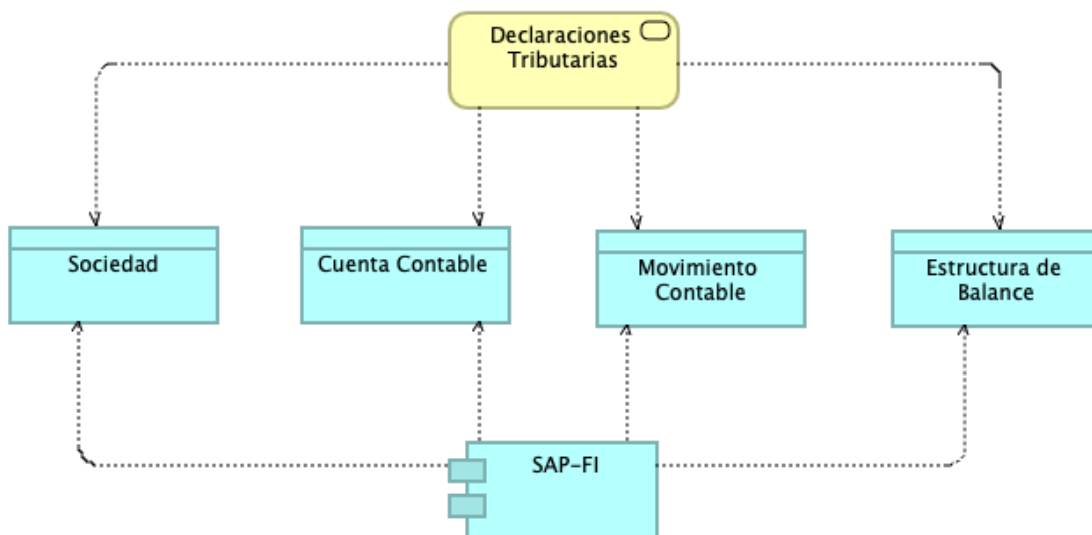 Declaraciones
Tributarias
Sociedad
Cuenta Contable
Movimiento
Contable
Estructura de
Balance
SAP-FI